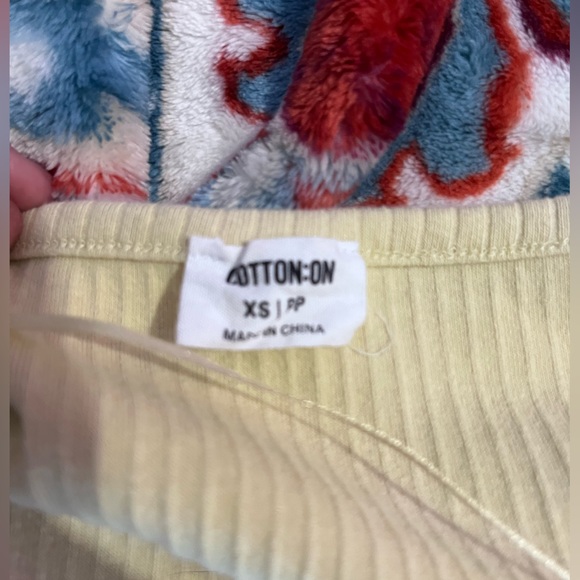 COTTON:ON
XS | PP
MADE IN CHINA